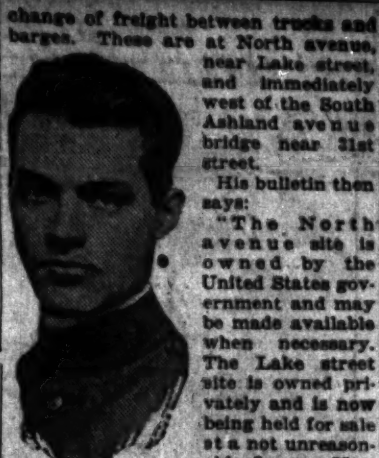 change of freight between trucks and
barges. These are at North avenue,
near Lake street,
and immediately
west of the South
Ashland avenue
bridge near 31st
street.
His bulletin then
says:
"The North
avenue site is
owned by the
United States gov-
ernment and may
be made available
when necessary.
The Lake street
site is owned pri-
vately and is now
being held for sale
at a not unreason-